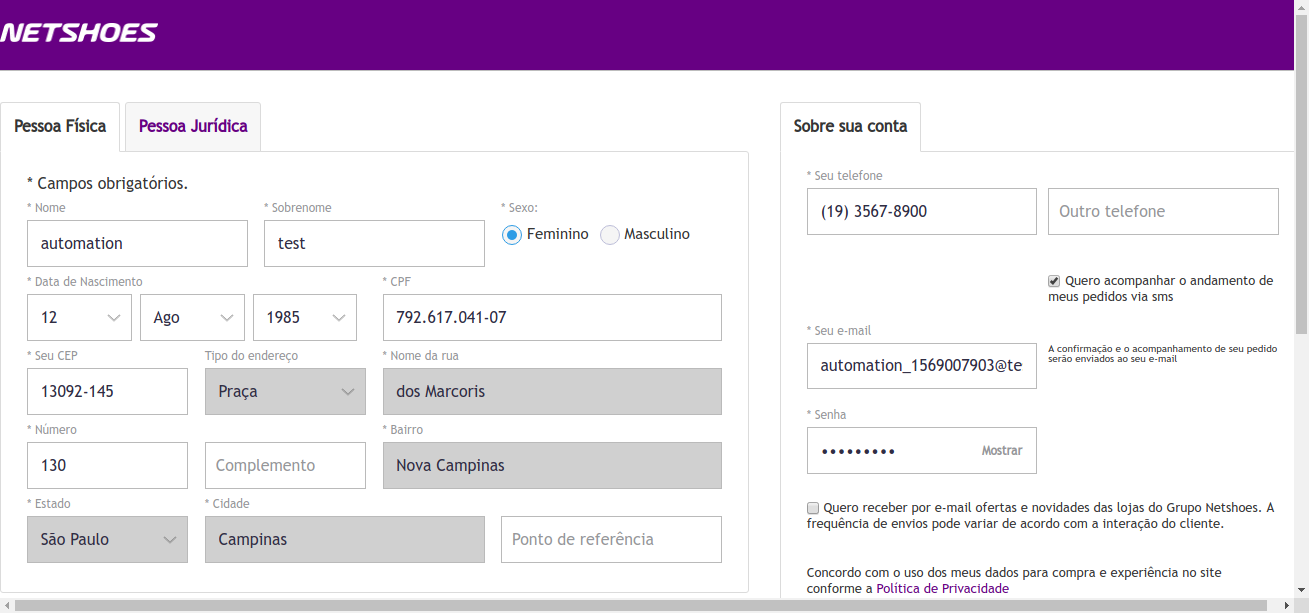 NETSHOES
Pessoa Física
Pessoa Jurídica
* Campos obrigatórios.
* Nome
* Sobrenome
* Sexo:
automation
test
Feminino
Masculino
* Data de Nascimento
* CPF
12
Ago
1985
792.617.041-07
* Seu CEP
Tipo do endereço
* Nome da rua
13092-145
Praça
dos Marcoris
* Número
* Bairro
130
Complemento
Nova Campinas
* Estado
* Cidade
São Paulo
Campinas
Ponto de referência
Sobre sua conta
* Seu telefone
(19) 3567-8900
Outro telefone
Quero acompanhar o andamento de
meus pedidos via sms
* Seu e-mail
automation_1569007903@te
A confirmação e o acompanhamento de seu pedido
serão enviados ao seu e-mail
* Senha
•••••••••
Mostrar
Quero receber por e-mail ofertas e novidades das lojas do Grupo Netshoes. A
frequência de envios pode variar de acordo com a interação do cliente.
Concordo com o uso dos meus dados para compra e experiência no site
conforme a Política de Privacidade